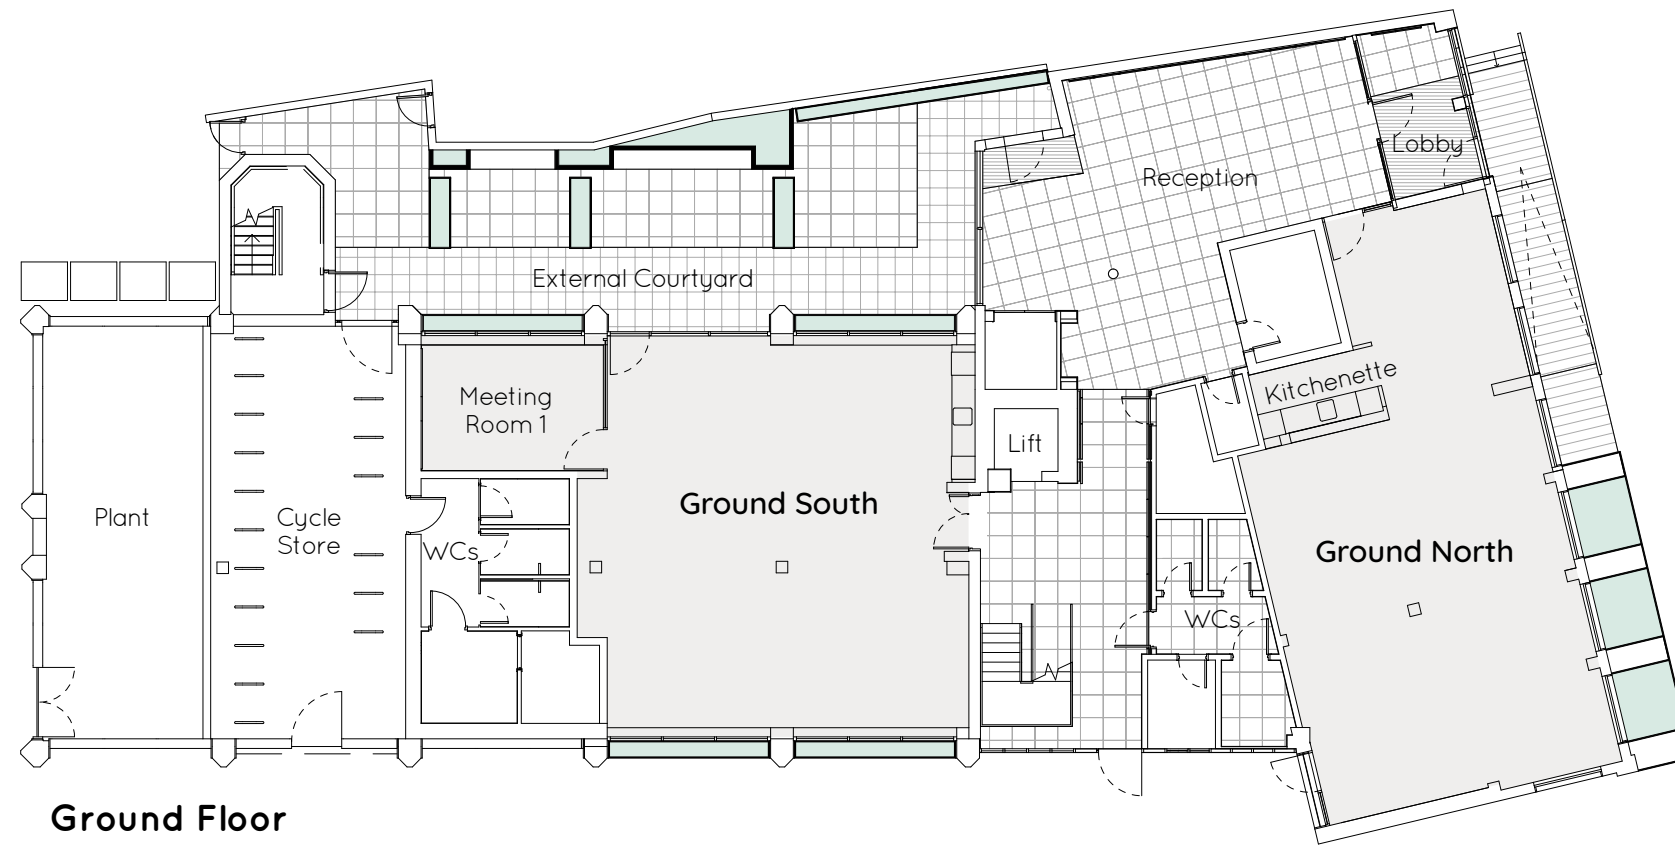 Lobby
Reception
External Courtyard
Kitchenette
Meeting
Room 1
Lift
Ground South
Plant
Cycle
Store
WCs
Ground North
WCs
Ground Floor